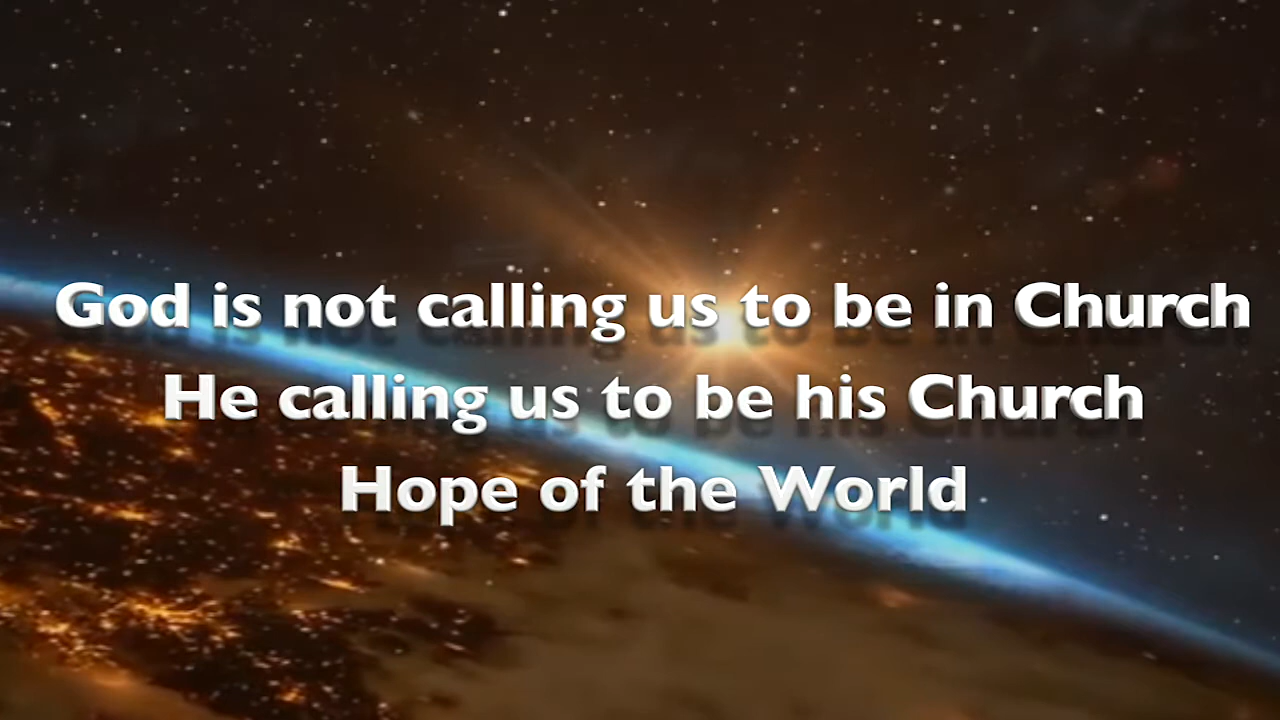 God is not calling us to be in Church
He calling us to be his Church
Hope of the World